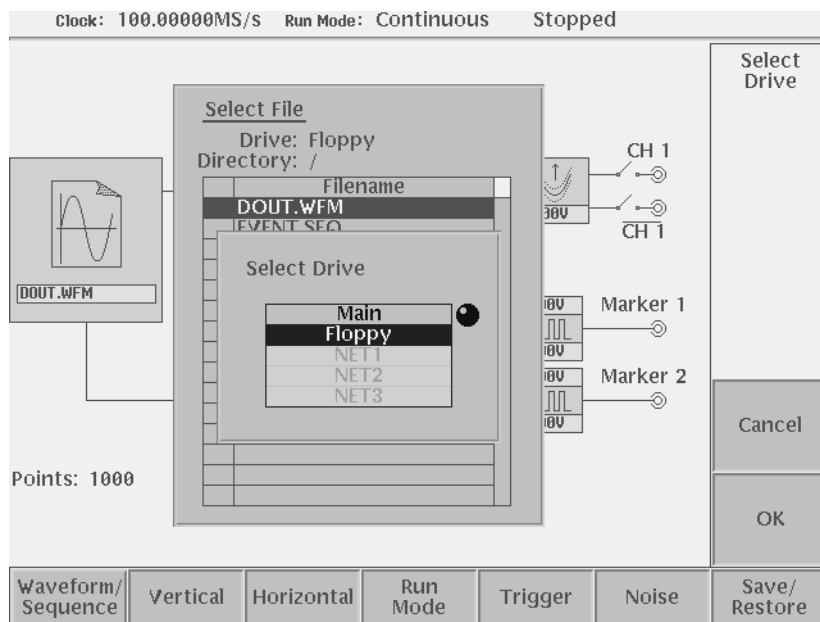 Clock: 100.00000MS/s Run Mode: Continuous Stopped
Select
Drive
Select File
Drive: Floppy
Directory: /
Filename
DOUT.WFM
EVENT.SEQ
CH 1
CH 1
DOUT.WFM
Select Drive
Main
Floppy
NET1
NET2
NET3
Marker 1
Marker 2
Cancel
Points: 1000
OK
Waveform/
Sequence
Vertical
Horizontal
Run
Mode
Trigger
Noise
Save/
Restore